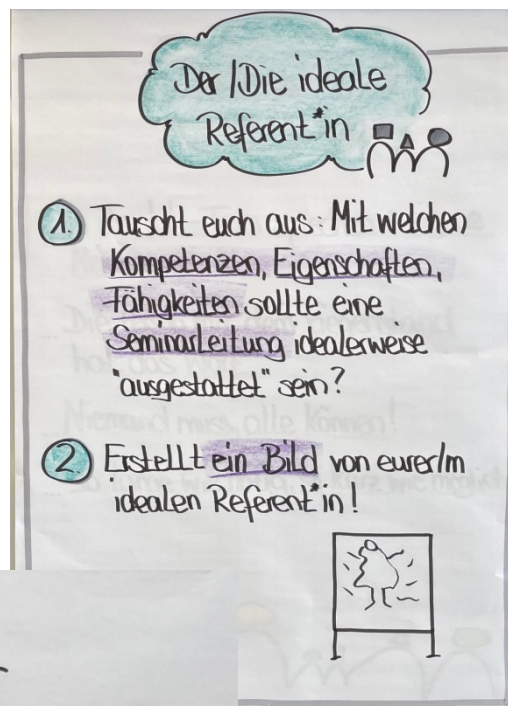 Der/Die ideale
Referent*in
1. Tauscht euch aus: Mit welchen
Kompetenzen, Eigenschaften,
Fähigkeiten sollte eine
Seminarleitung idealerweise
"ausgestattet" sein?
2. Erstellt ein Bild von eurer/m
idealen Referent*in!